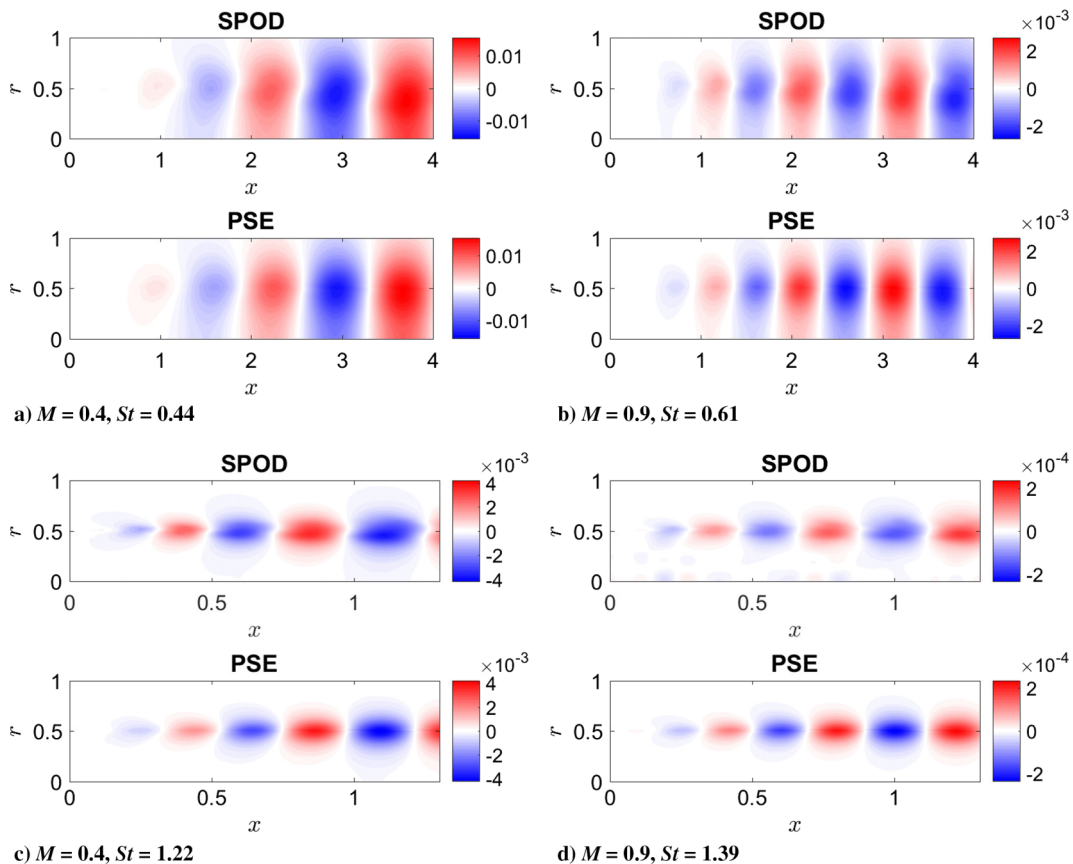 SPOD
1
0.5
0
r
0 1 2 3 4
x
0.01
0
-0.01
PSE
1
0.5
0
r
0 1 2 3 4
x
0.01
0
-0.01
a) M = 0.4, St = 0.44
SPOD
×10⁻³
1
0.5
0
r
0 1 2 3 4
x
2
0
-2
PSE
×10⁻³
1
0.5
0
r
0 1 2 3 4
x
2
0
-2
b) M = 0.9, St = 0.61
SPOD
×10⁻³
1
0.5
0
r
0 0.5 1
x
4
2
0
-2
-4
PSE
×10⁻³
1
0.5
0
r
0 0.5 1
x
4
2
0
-2
-4
c) M = 0.4, St = 1.22
SPOD
×10⁻⁴
1
0.5
0
r
0 0.5 1
x
2
0
-2
PSE
×10⁻⁴
1
0.5
0
r
0 0.5 1
x
2
0
-2
d) M = 0.9, St = 1.39